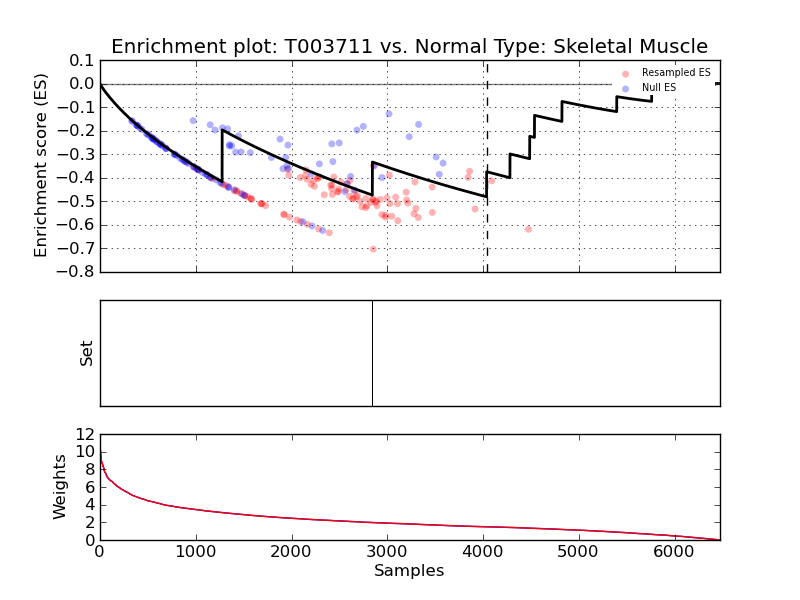 Enrichment plot: T003711 vs. Normal Type: Skeletal Muscle
Enrichment score (ES)
0.1
0.0
−0.1
−0.2
−0.3
−0.4
−0.5
−0.6
−0.7
−0.8
Resampled ES
Null ES
Set
Weights
12
10
8
6
4
2
0
0 1000 2000 3000 4000 5000 6000
Samples